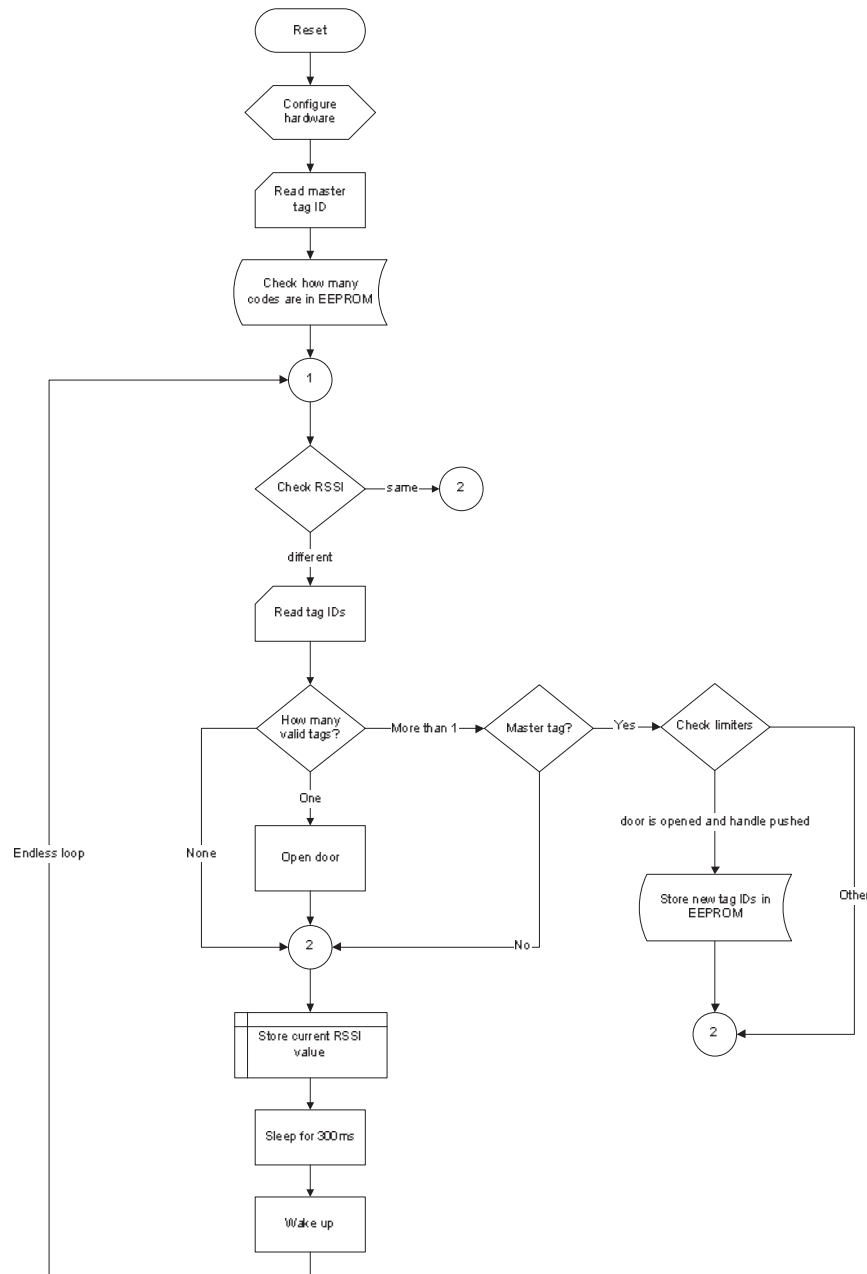 Reset
Configure
hardware
Read master
tag ID
Check how many
codes are in EEPROM
1
Check RSSI
same
2
different
Read tag IDs
How many
valid tags?
More than 1
Master tag?
Yes
Check limiters
One
door is opened and handle pushed
Endless loop
None
Open door
Store new tag IDs in
EEPROM
Other
2
No
Store current RSSI
value
2
Sleep for 300ms
Wake up